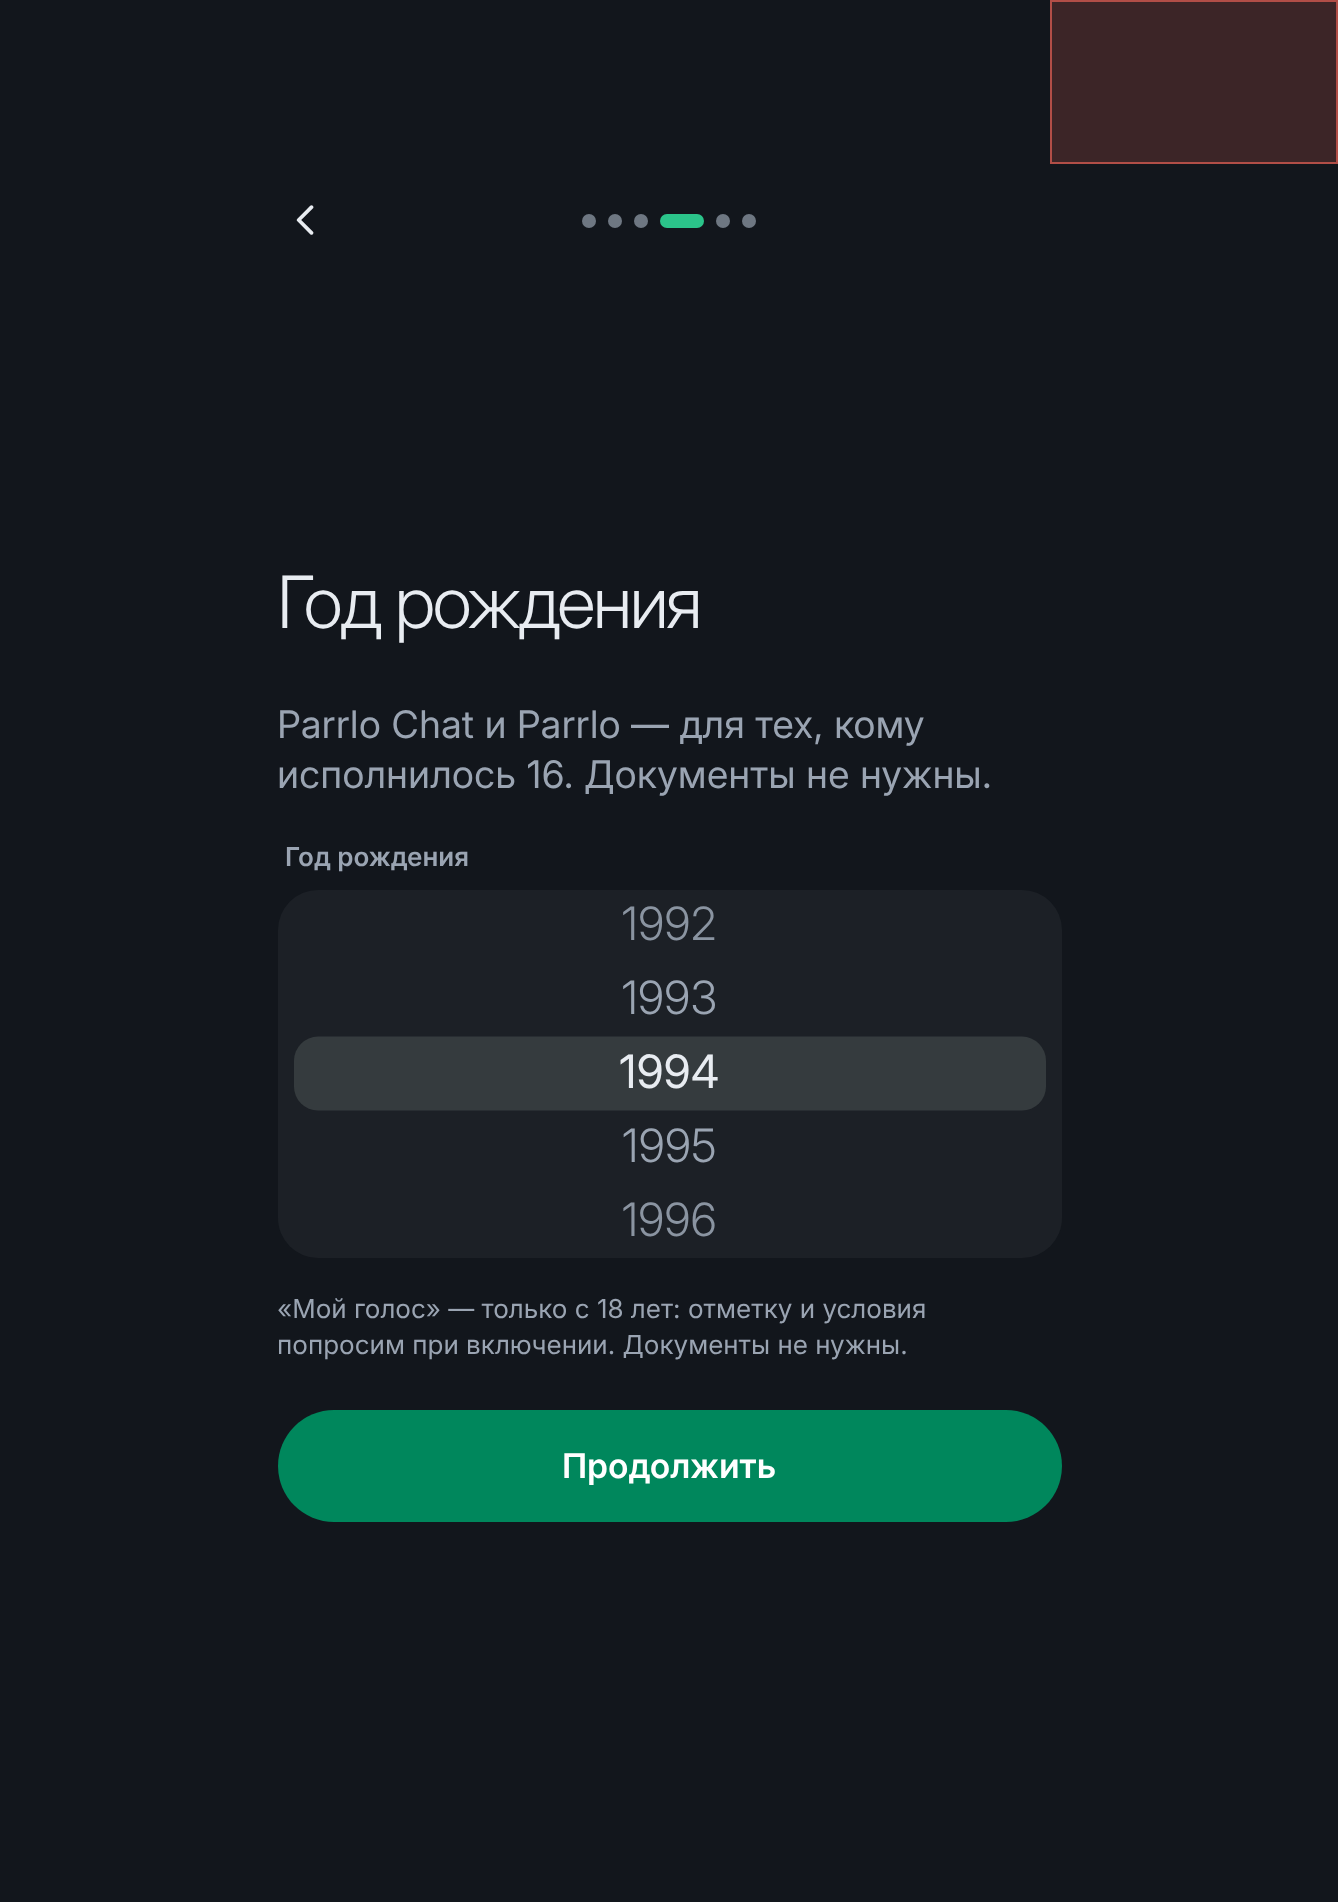 Год рождения
Parrlo Chat и Parrlo — для тех, кому
исполнилось 16. Документы не нужны.
Год рождения
1992
1993
1994
1995
1996
«Мой голос» — только с 18 лет: отметку и условия
попросим при включении. Документы не нужны.
Продолжить